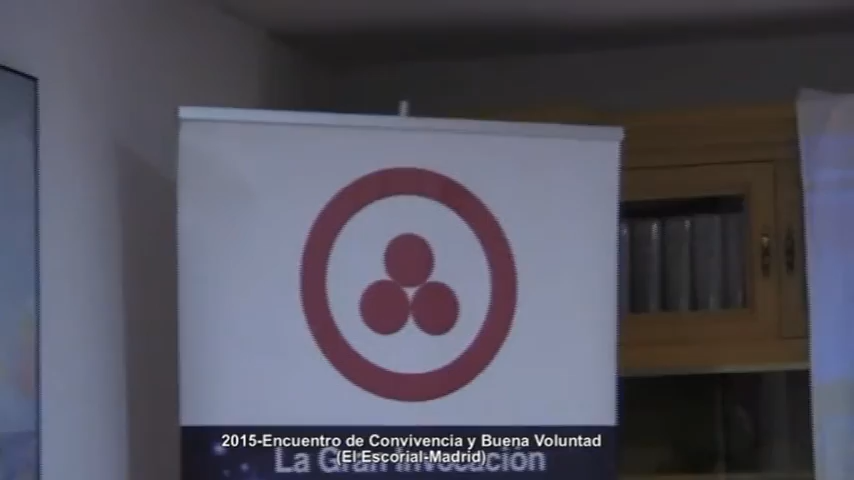 2015-Encuentro de Convivencia y Buena Voluntad
(El Escorial-Madrid)
La Gran Invocación